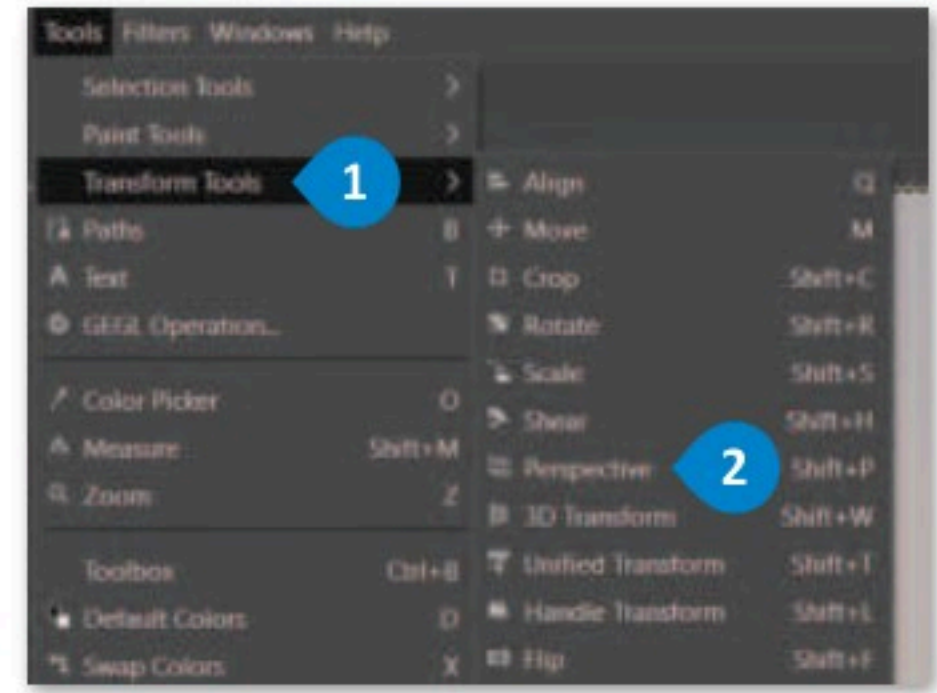 Tools Filters Windows Help
Selection Tools
Paint Tools
Transform Tools 1
Paths B
Text T
GEGL Operation...
Color Picker O
Measure Shift+M
Zoom Z
Toolbox Ctrl+B
Default Colors D
Swap Colors X
Align Q
Move M
Crop Shift+C
Rotate Shift+R
Scale Shift+S
Shear Shift+H
Perspective 2 Shift+P
3D Transform Shift+W
Unified Transform Shift+T
Handle Transform Shift+L
Flip Shift+F